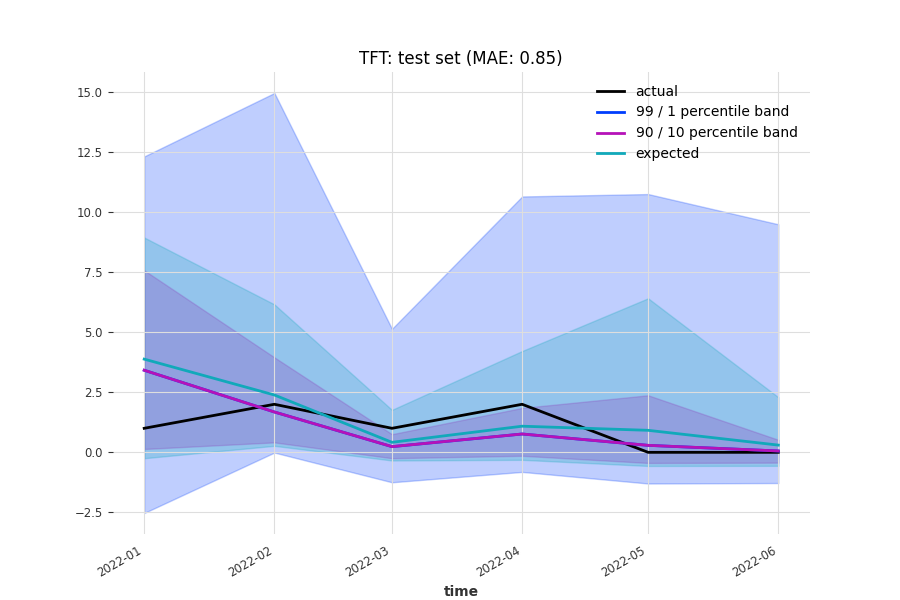 TFT: test set (MAE: 0.85)
actual
99 / 1 percentile band
90 / 10 percentile band
expected
15.0
12.5
10.0
7.5
5.0
2.5
0.0
−2.5
2022-01
2022-02
2022-03
2022-04
2022-05
2022-06
time